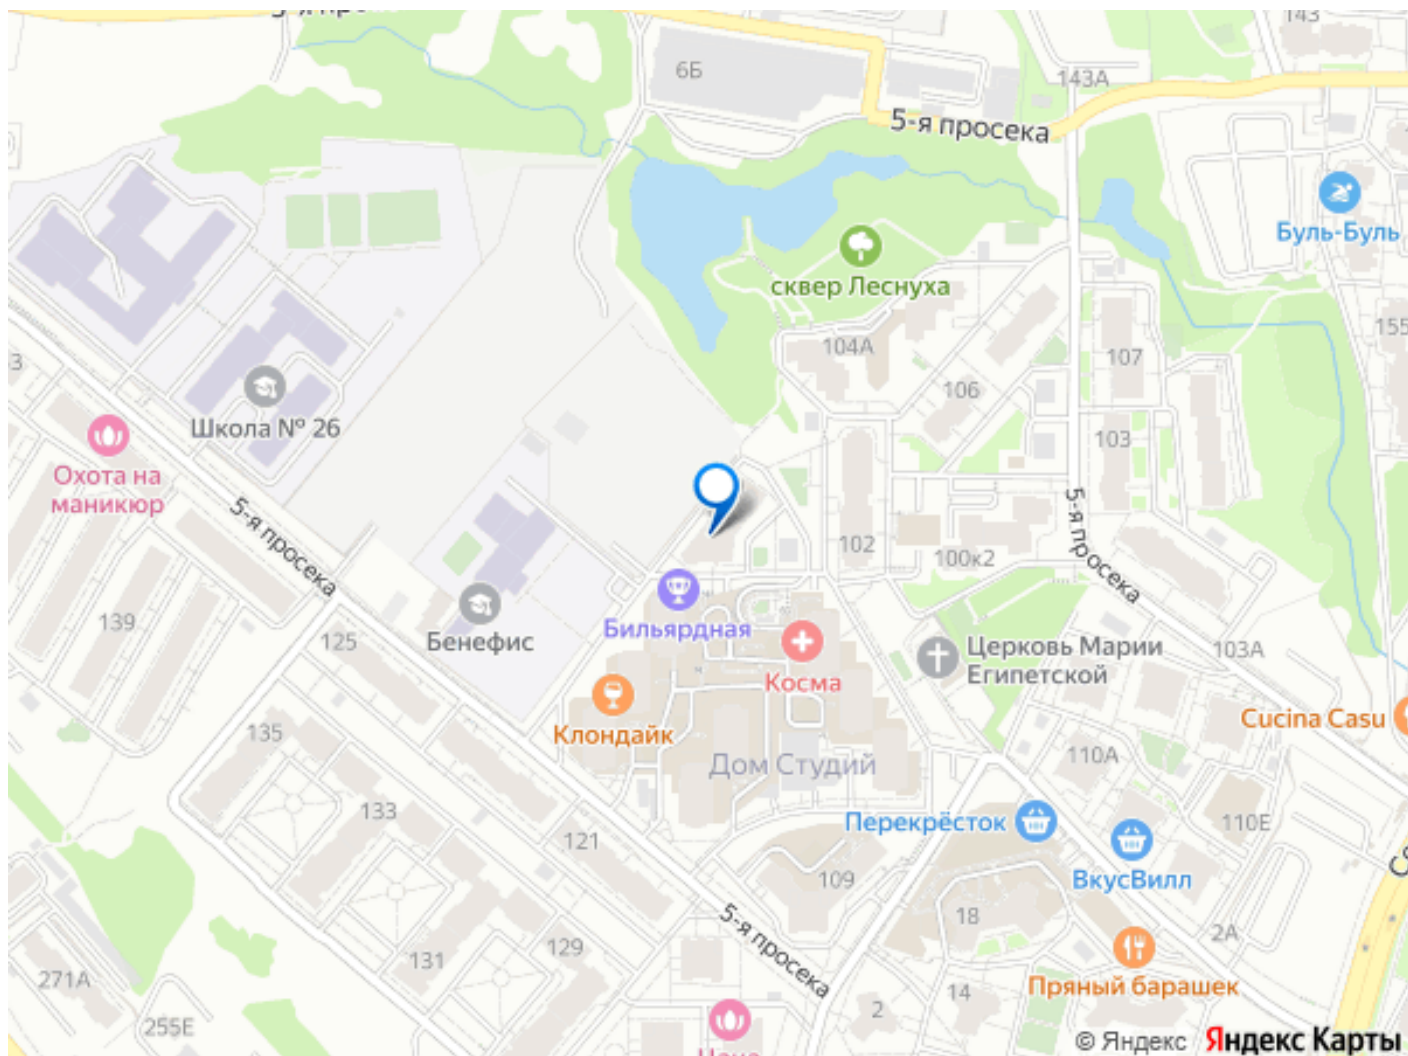 143
6Б
143А
5-я просека
Буль-Буль
сквер Леснуха
155
104А
107
106
103
Школа № 26
Охота на
маникюр
5-я просека
5-я просека
102
100к2
139
125
Бенефис
Бильярдная
Косма
Церковь Марии
Египетской
103А
Клондайк
Cucina Casu
135
Дом Студий
110А
133
121
Перекрёсток
110Е
ВкусВилл
109
18
2А
5-я просека
129
131
271А
Пряный барашек
14
2
255Е
© Яндекс Яндекс Карты